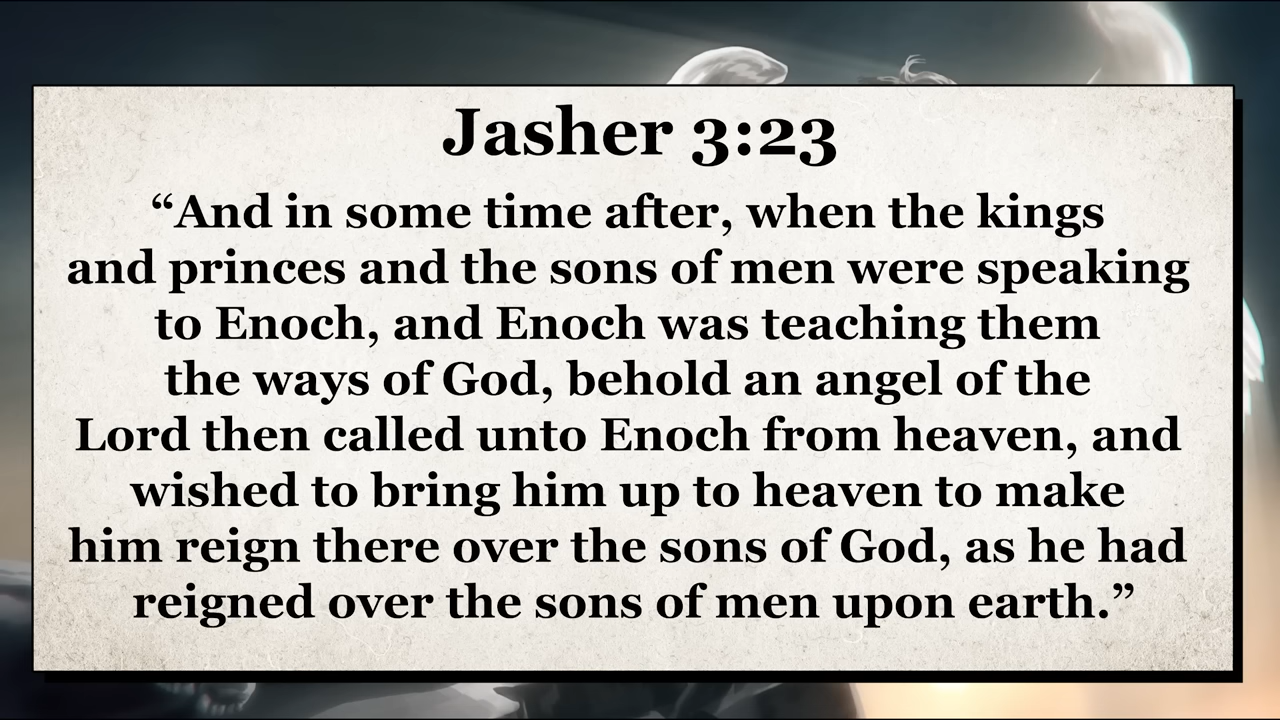 Jasher 3:23
“And in some time after, when the kings
and princes and the sons of men were speaking
to Enoch, and Enoch was teaching them
the ways of God, behold an angel of the
Lord then called unto Enoch from heaven, and
wished to bring him up to heaven to make
him reign there over the sons of God, as he had
reigned over the sons of men upon earth.”